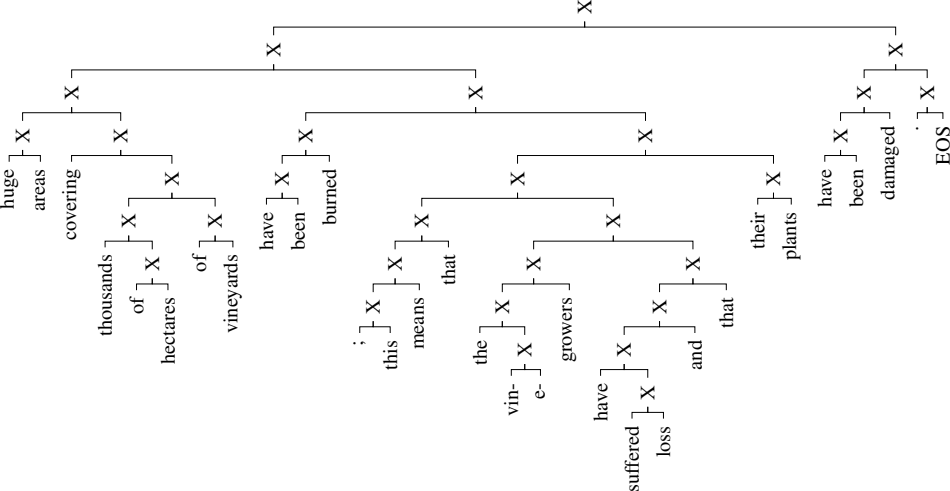 X
X X
X X X X
X X X X X damaged . EOS
huge areas covering X X burned X X have been
X X have been X X their plants
thousands X of vineyards X that X X
of hectares X means X growers X that
; this the X X and
vin- e- have X
suffered loss